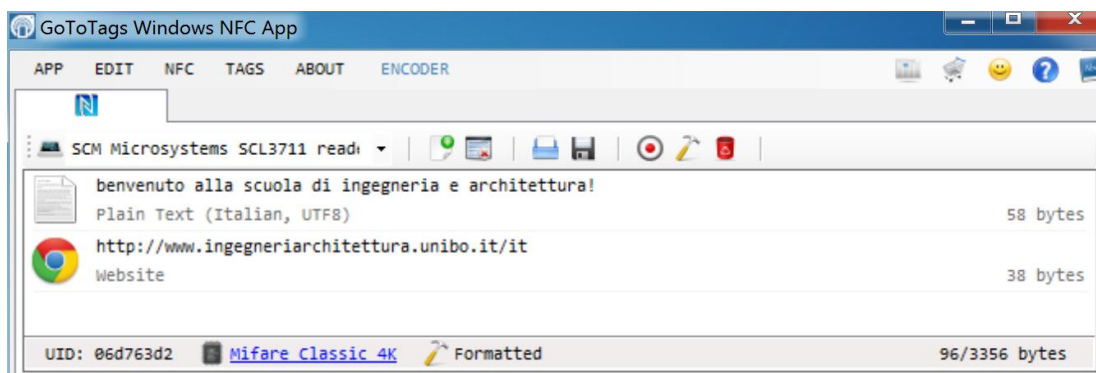 GoToTags Windows NFC App
APP EDIT NFC TAGS ABOUT ENCODER
SCM Microsystems SCL3711 read
benvenuto alla scuola di ingegneria e architettura!
Plain Text (Italian, UTF8) 58 bytes
http://www.ingegneriarchitettura.unibo.it/it
Website 38 bytes
UID: 06d763d2 Mifare Classic 4K Formatted 96/3356 bytes